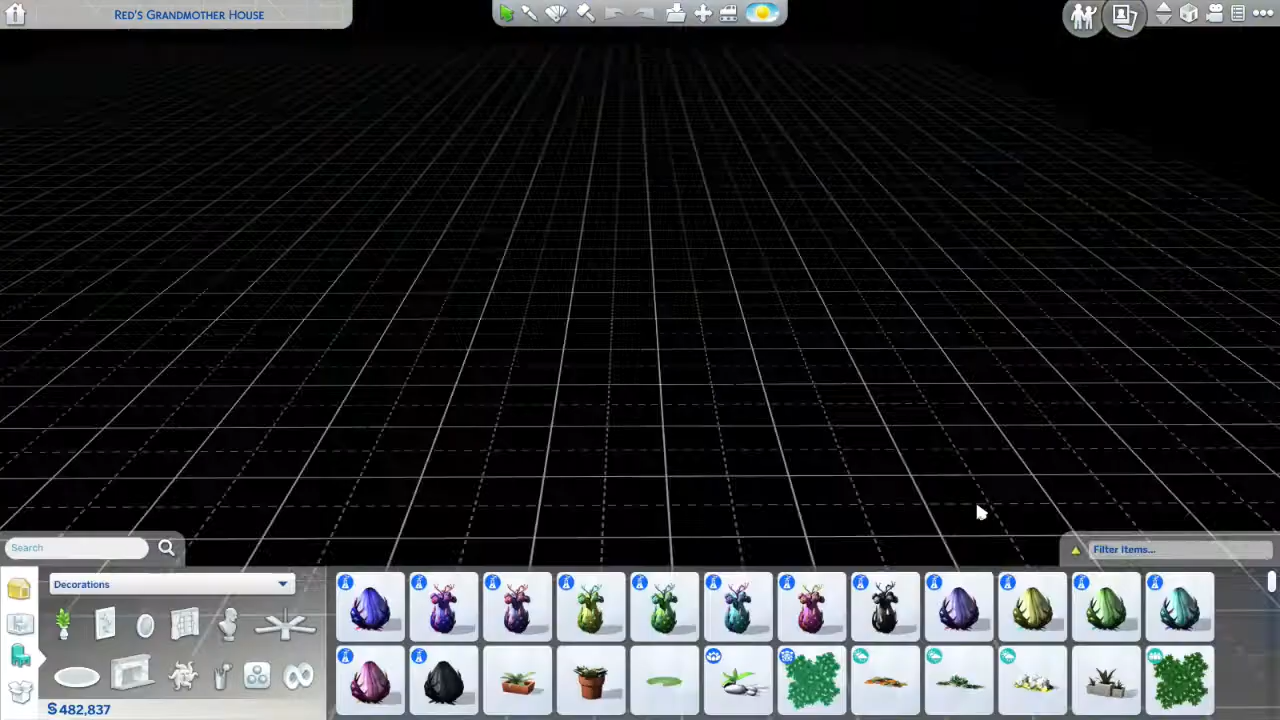 Red's Grandmother House
Search
Filter Items...
Decorations
§482,837